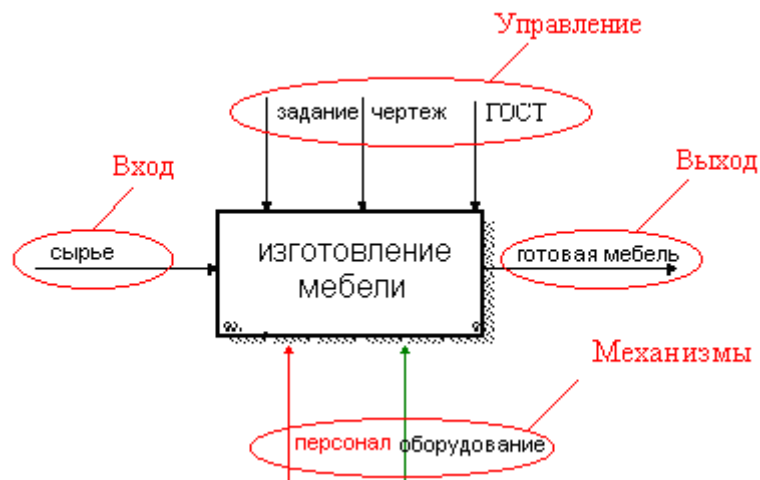 Управление
задание чертеж ГОСТ
Вход
Выход
сырье
изготовление
мебели
готовая мебель
Механизмы
персонал оборудование